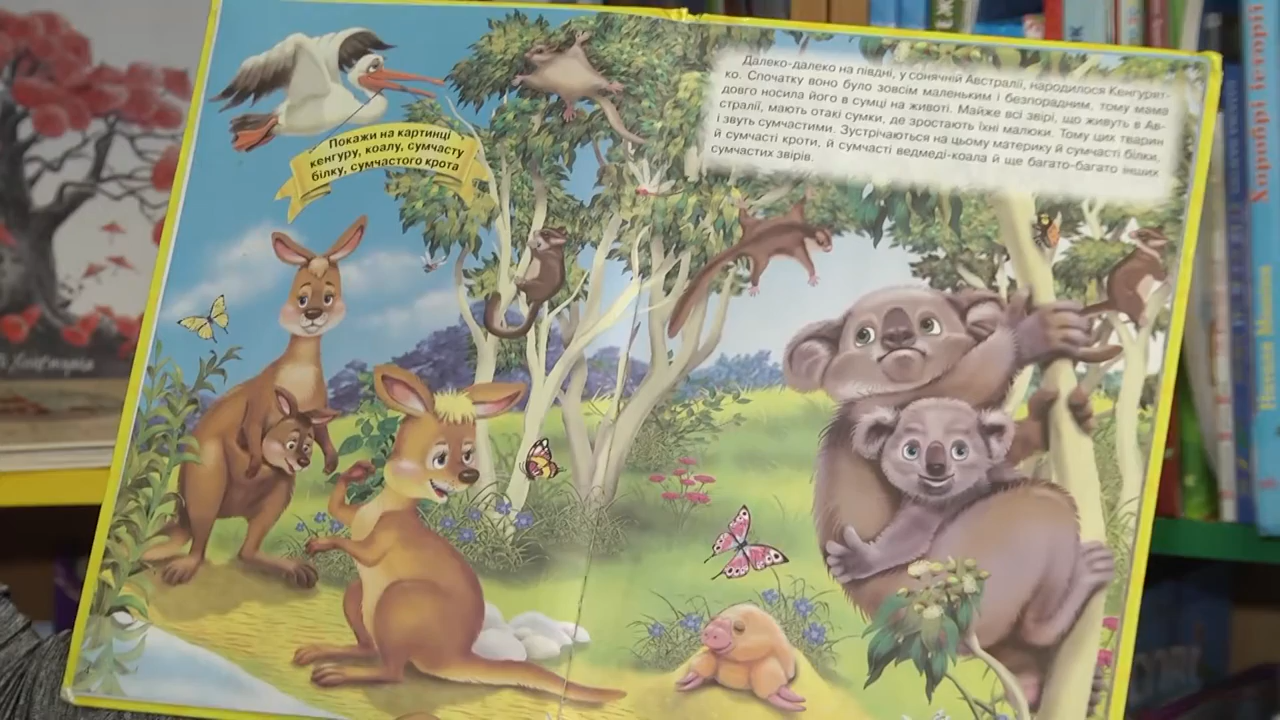 Покажи на картинці
кенгуру, коалу, сумчасту
білку, сумчастого крота
Далеко-далеко на півдні, у сонячній Австралії, народилося Кенгурят-
ко. Спочатку воно було зовсім маленьким і безпорадним, тому мама
довго носила його в сумці на животі. Майже всі звірі, що живуть в Ав-
стралії, мають отакі сумки, де зростають їхні малюки. Тому цих тварин
і звуть сумчастими. Зустрічаються на цьому материку й сумчасті білки,
й сумчасті кроти, й сумчасті ведмеді-коала й ще багато-багато інших
сумчастих звірів.